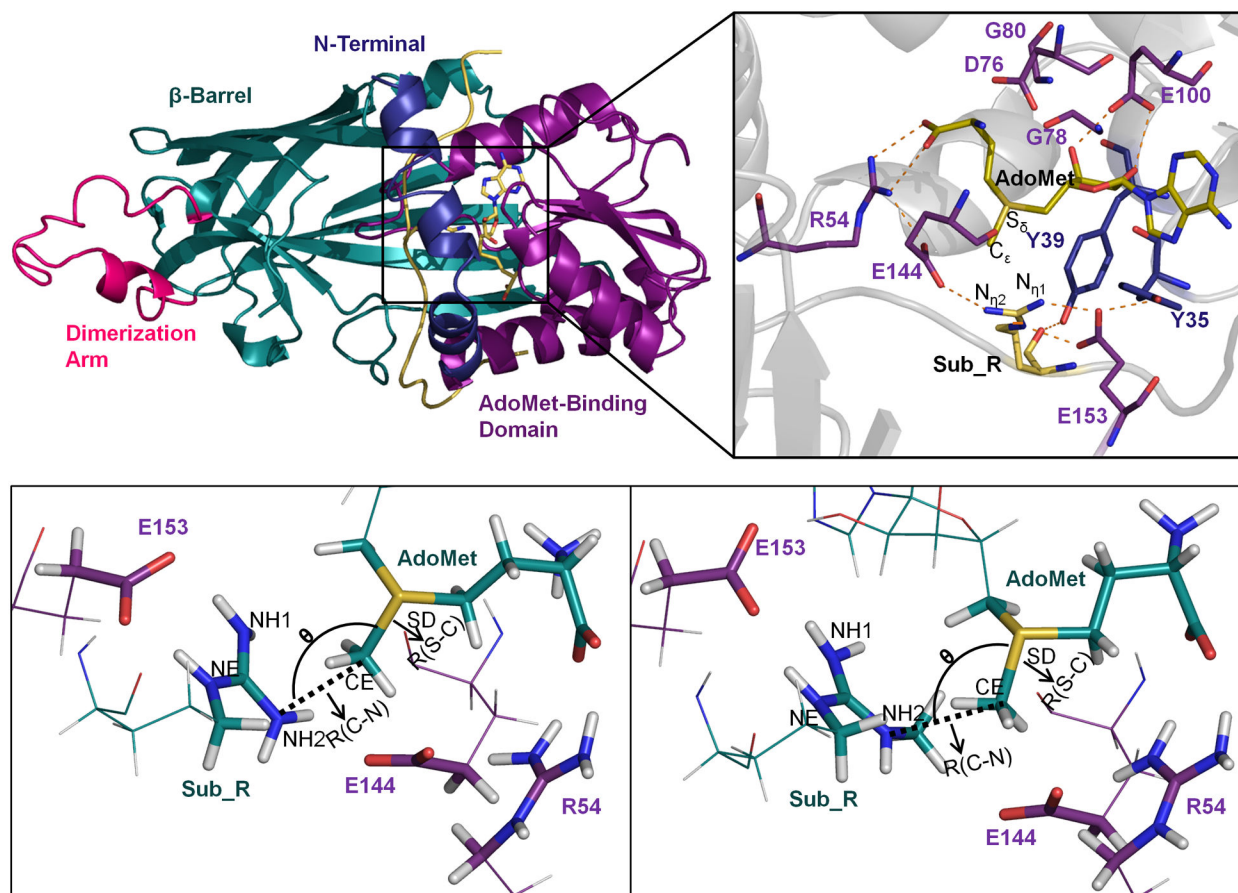 N-Terminal
β-Barrel
Dimerization
Arm
AdoMet-Binding
Domain
G80
D76
E100
G78
AdoMet
R54
Sδ
Y39
Cε
E144
Nη2
Nη1
Y35
Sub_R
E153
E153
AdoMet
NH1
θ
SD
R(S-C)
NE
CE
NH2
R(C-N)
Sub_R
E144
R54
E153
AdoMet
NH1
θ
SD
R(S-C)
CE
NE
NH2
R(C-N)
Sub_R
E144
R54